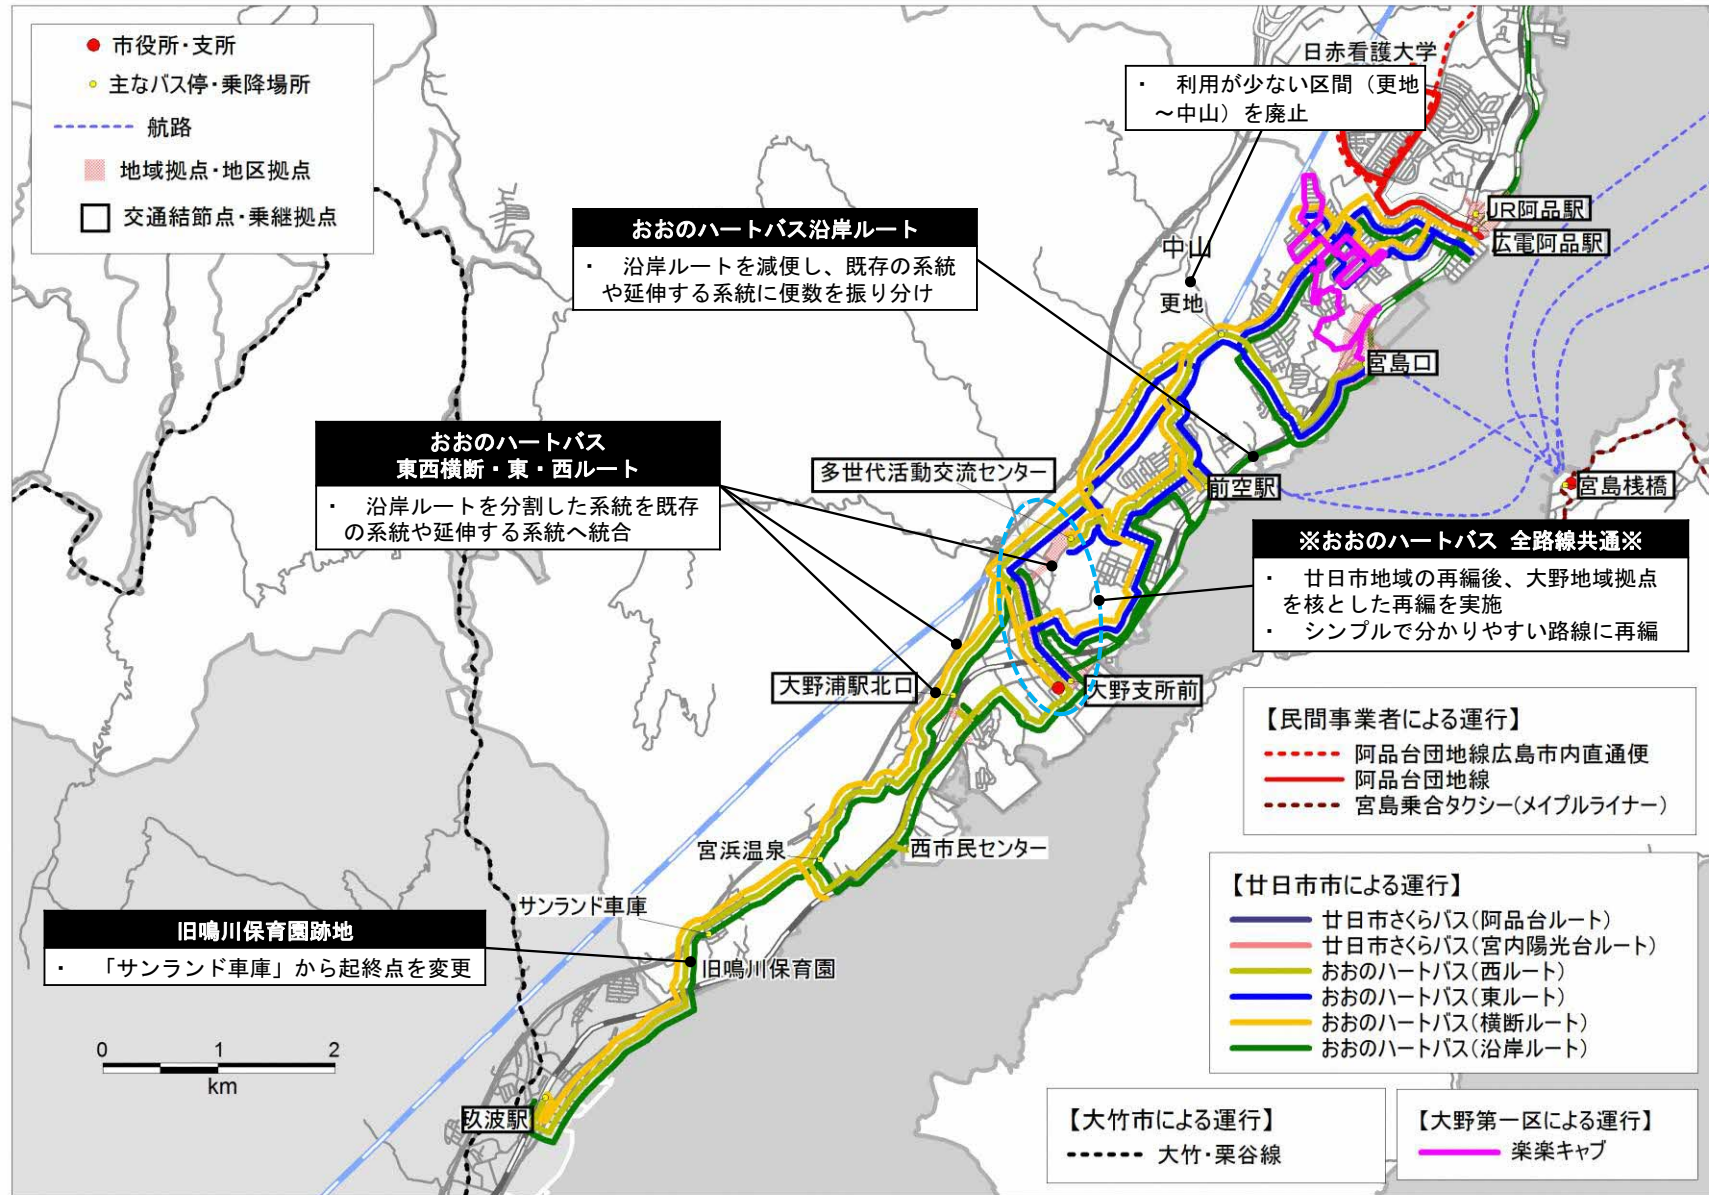 市役所・支所
主なバス停・乗降場所
航路
地域拠点・地区拠点
交通結節点・乗継拠点
日赤看護大学
・ 利用が少ない区間（更地
～中山）を廃止
JR阿品駅
広電阿品駅
おおのハートバス沿岸ルート
・ 沿岸ルートを減便し、既存の系統
や延伸する系統に便数を振り分け
中山
更地
宮島口
おおのハートバス
東西横断・東・西ルート
・ 沿岸ルートを分割した系統を既存
の系統や延伸する系統へ統合
多世代活動交流センター
前空駅
宮島桟橋
※おおのハートバス 全路線共通※
・ 廿日市地域の再編後、大野地域拠点
を核とした再編を実施
・ シンプルで分かりやすい路線に再編
大野浦駅北口
大野支所前
【民間事業者による運行】
阿品台団地線広島市内直通便
阿品台団地線
宮島乗合タクシー(メイプルライナー)
宮浜温泉
西市民センター
サンランド車庫
旧鳴川保育園跡地
・ 「サンランド車庫」から起終点を変更
旧鳴川保育園
【廿日市市による運行】
廿日市さくらバス(阿品台ルート)
廿日市さくらバス(宮内陽光台ルート)
おおのハートバス(西ルート)
おおのハートバス(東ルート)
おおのハートバス(横断ルート)
おおのハートバス(沿岸ルート)
0 1 2
km
玖波駅
【大竹市による運行】
大竹・栗谷線
【大野第一区による運行】
楽楽キャブ